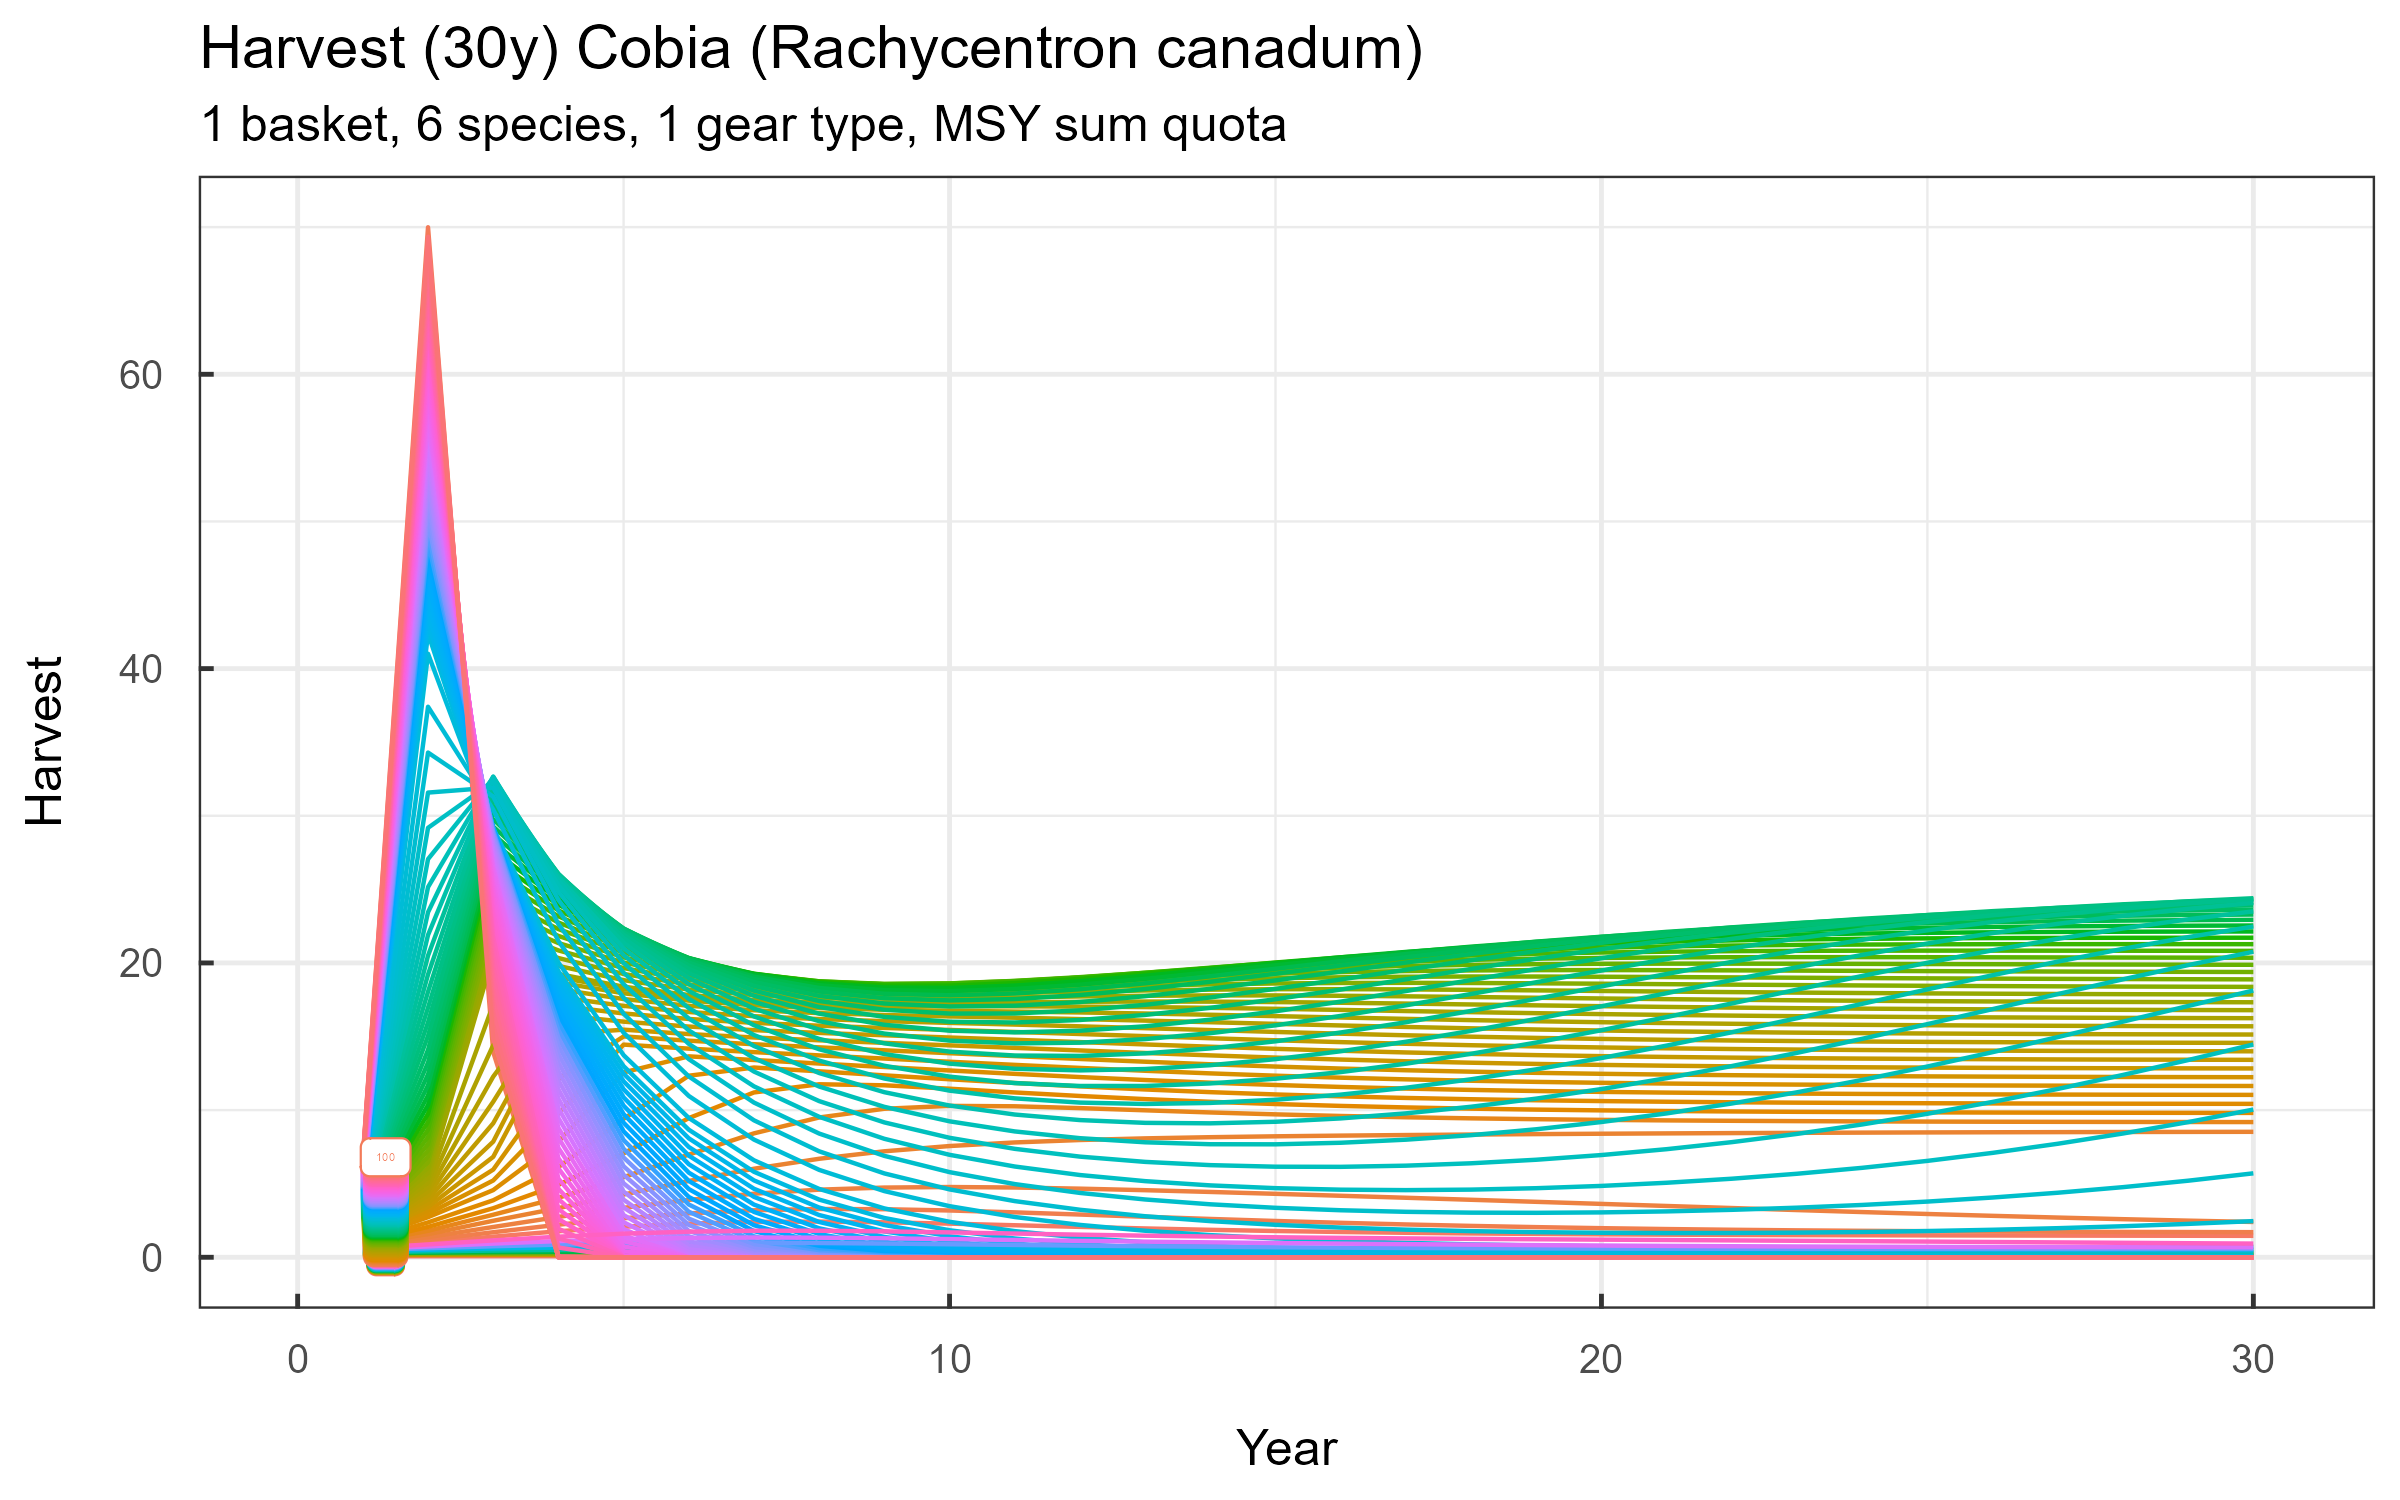 Harvest (30y) Cobia (Rachycentron canadum)
1 basket, 6 species, 1 gear type, MSY sum quota
Harvest
60
40
20
0
100
0
10
20
30
Year